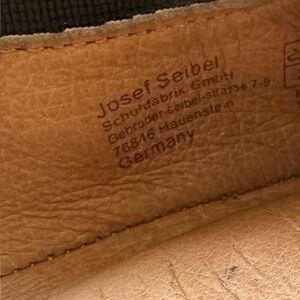 Josef Seibel
Schuhfabrik GmbH
Gebrüder-seibel-straße 7-9
76846 Hauenstein
Germany